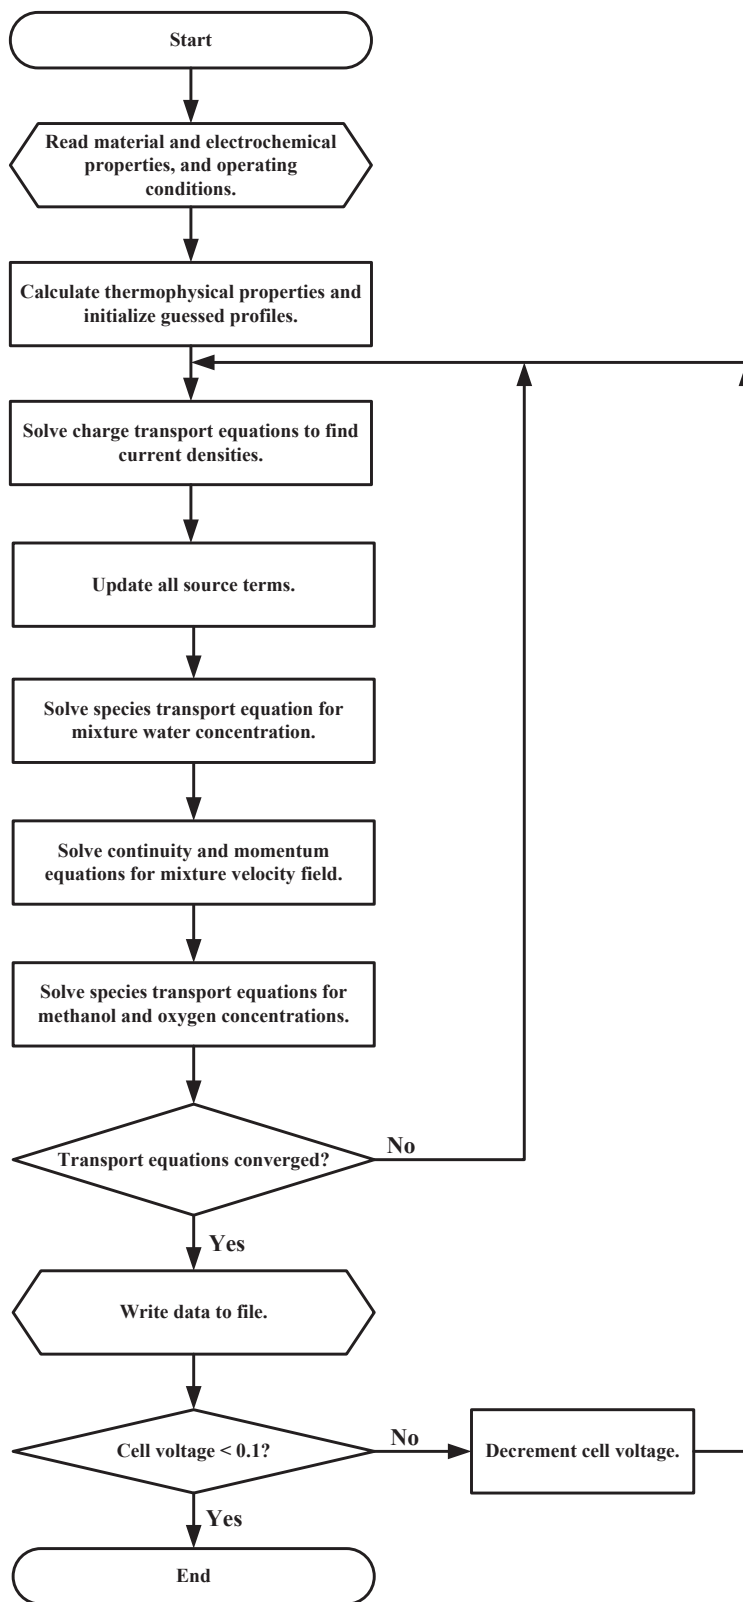 Start
Read material and electrochemical
properties, and operating
conditions.
Calculate thermophysical properties and
initialize guessed profiles.
Solve charge transport equations to find
current densities.
Update all source terms.
Solve species transport equation for
mixture water concentration.
Solve continuity and momentum
equations for mixture velocity field.
Solve species transport equations for
methanol and oxygen concentrations.
Transport equations converged?
No
Yes
Write data to file.
Cell voltage < 0.1?
No
Decrement cell voltage.
Yes
End